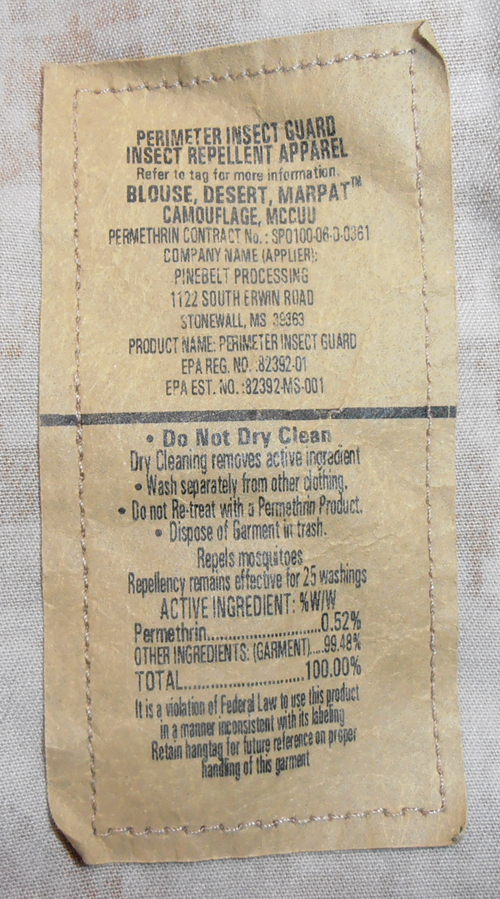 PERIMETER INSECT GUARD
INSECT REPELLENT APPAREL
Refer to tag for more information.
BLOUSE, DESERT, MARPAT™
CAMOUFLAGE, MCCUU
PERMETHRIN CONTRACT No.: SPO100-06-D-0361
COMPANY NAME (APPLIER):
PINEBELT PROCESSING
1122 SOUTH ERWIN ROAD
STONEWALL, MS 39363
PRODUCT NAME: PERIMETER INSECT GUARD
EPA REG. NO. :82392-01
EPA EST. NO. :82392-MS-001
• Do Not Dry Clean
Dry Cleaning removes active ingradient
• Wash separately from other clothing.
• Do not Re-treat with a Permethrin Product.
• Dispose of Garment in trash.
Repels mosquitoes
Repellency remains effective for 25 washings
ACTIVE INGREDIENT: %W/W
Permethrin..........................0.52%
OTHER INGREDIENTS: (GARMENT)....99.48%
TOTAL..........................100.00%
It is a violation of Federal Law to use this product
in a manner inconsistent with its labeling
Retain hangtag for future reference on proper
handling of this garment